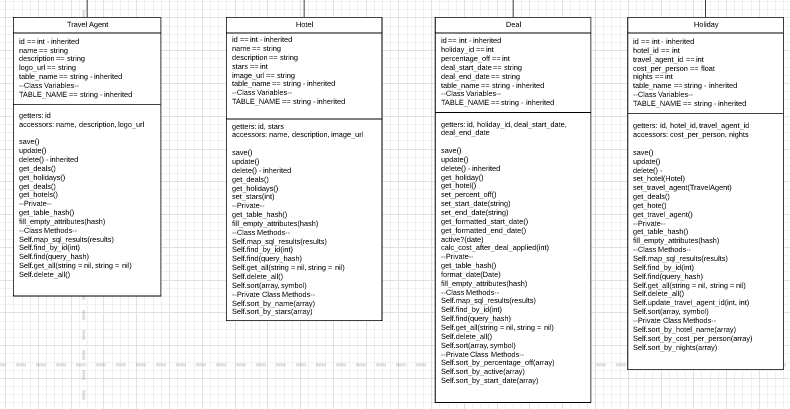 Travel Agent
id == int - inherited
name == string
description == string
logo_url == string
table_name == string - inherited
--Class Variables--
TABLE_NAME == string - inherited
getters: id
accessors: name, description, logo_url
save()
update()
delete() - inherited
get_deals()
get_holidays()
get_deals()
get_hotels()
--Private--
get_table_hash()
fill_empty_attributes(hash)
--Class Methods--
Self.map_sql_results(results)
Self.find_by_id(int)
Self.find(query_hash)
Self.get_all(string = nil, string = nil)
Self.delete_all()
Hotel
id == int - inherited
name == string
description == string
stars == int
image_url == string
table_name == string - inherited
--Class Variables--
TABLE_NAME == string - inherited
getters: id, stars
accessors: name, description, image_url
save()
update()
delete() - inherited
get_deals()
get_holidays()
set_stars(int)
--Private--
get_table_hash()
fill_empty_attributes(hash)
--Class Methods--
Self.map_sql_results(results)
Self.find_by_id(int)
Self.find(query_hash)
Self.get_all(string = nil, string = nil)
Self.delete_all()
Self.sort(array, symbol)
--Private Class Methods--
Self.sort_by_name(array)
Self.sort_by_stars(array)
Deal
id == int - inherited
holiday_id == int
percentage_off == int
deal_start_date == string
deal_end_date == string
table_name == string - inherited
--Class Variables--
TABLE_NAME == string - inherited
getters: id, holiday_id, deal_start_date,
deal_end_date
save()
update()
delete() - inherited
get_holiday()
get_hotel()
set_percent_off()
set_start_date(string)
set_end_date(string)
get_formatted_start_date()
get_formatted_end_date()
active?(date)
calc_cost_after_deal_applied(int)
--Private--
get_table_hash()
format_date(Date)
fill_empty_attributes(hash)
--Class Methods--
Self.map_sql_results(results)
Self.find_by_id(int)
Self.find(query_hash)
Self.get_all(string = nil, string = nil)
Self.delete_all()
Self.sort(array, symbol)
--Private Class Methods--
Self.sort_by_percentage_off(array)
Self.sort_by_active(array)
Self.sort_by_start_date(array)
Holiday
id == int - inherited
hotel_id == int
travel_agent_id == int
cost_per_person == float
nights == int
table_name == string - inherited
--Class Variables--
TABLE_NAME == string - inherited
getters: id, hotel_id, travel_agent_id
accessors: cost_per_person, nights
save()
update()
delete() -
set_hotel(Hotel)
set_travel_agent(TravelAgent)
get_deals()
get_hote()
get_travel_agent()
--Private--
get_table_hash()
fill_empty_attributes(hash)
--Class Methods--
Self.map_sql_results(results)
Self.find_by_id(int)
Self.find(query_hash)
Self.get_all(string = nil, string = nil)
Self.delete_all()
Self.update_travel_agent_id(int, int)
Self.sort(array, symbol)
--Private Class Methods--
Self.sort_by_hotel_name(array)
Self.sort_by_cost_per_person(array)
Self.sort_by_nights(array)